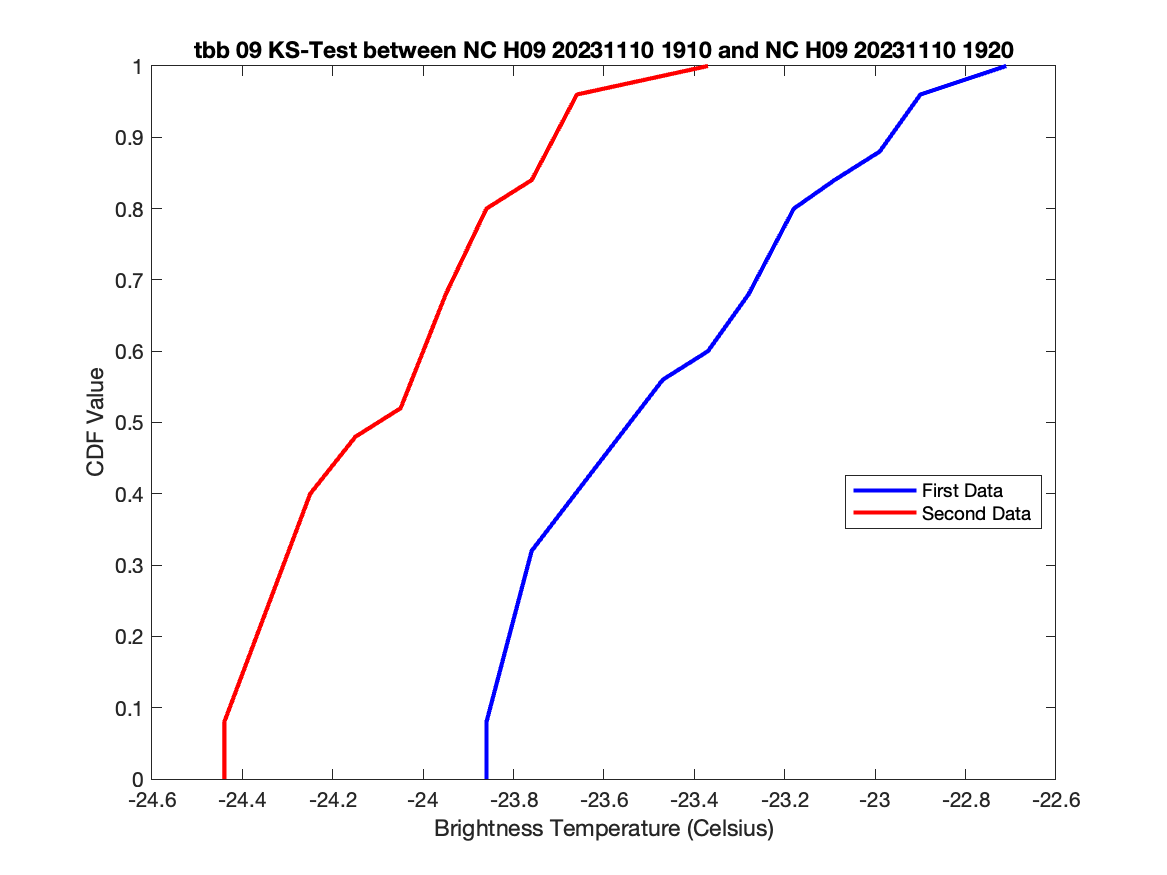 tbb 09 KS-Test between NC H09 20231110 1910 and NC H09 20231110 1920
1
0.9
0.8
0.7
0.6
0.5
0.4
0.3
0.2
0.1
0
CDF Value
First Data
Second Data
-24.6 -24.4 -24.2 -24 -23.8 -23.6 -23.4 -23.2 -23 -22.8 -22.6
Brightness Temperature (Celsius)